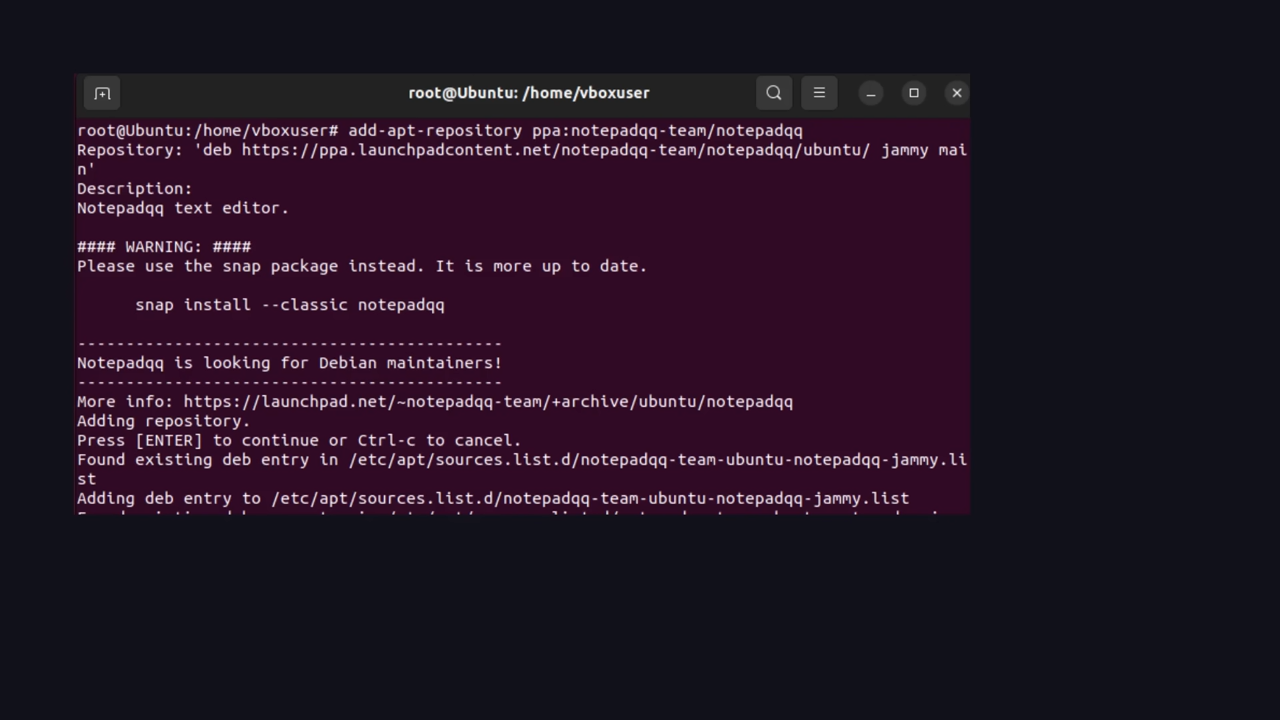 root@Ubuntu: /home/vboxuser
root@Ubuntu:/home/vboxuser# add-apt-repository ppa:notepadqq-team/notepadqq
Repository: 'deb https://ppa.launchpadcontent.net/notepadqq-team/notepadqq/ubuntu/ jammy mai
n'
Description:
Notepadqq text editor.
#### WARNING: ####
Please use the snap package instead. It is more up to date.
snap install --classic notepadqq
--------------------------------------------
Notepadqq is looking for Debian maintainers!
--------------------------------------------
More info: https://launchpad.net/~notepadqq-team/+archive/ubuntu/notepadqq
Adding repository.
Press [ENTER] to continue or Ctrl-c to cancel.
Found existing deb entry in /etc/apt/sources.list.d/notepadqq-team-ubuntu-notepadqq-jammy.li
st
Adding deb entry to /etc/apt/sources.list.d/notepadqq-team-ubuntu-notepadqq-jammy.list